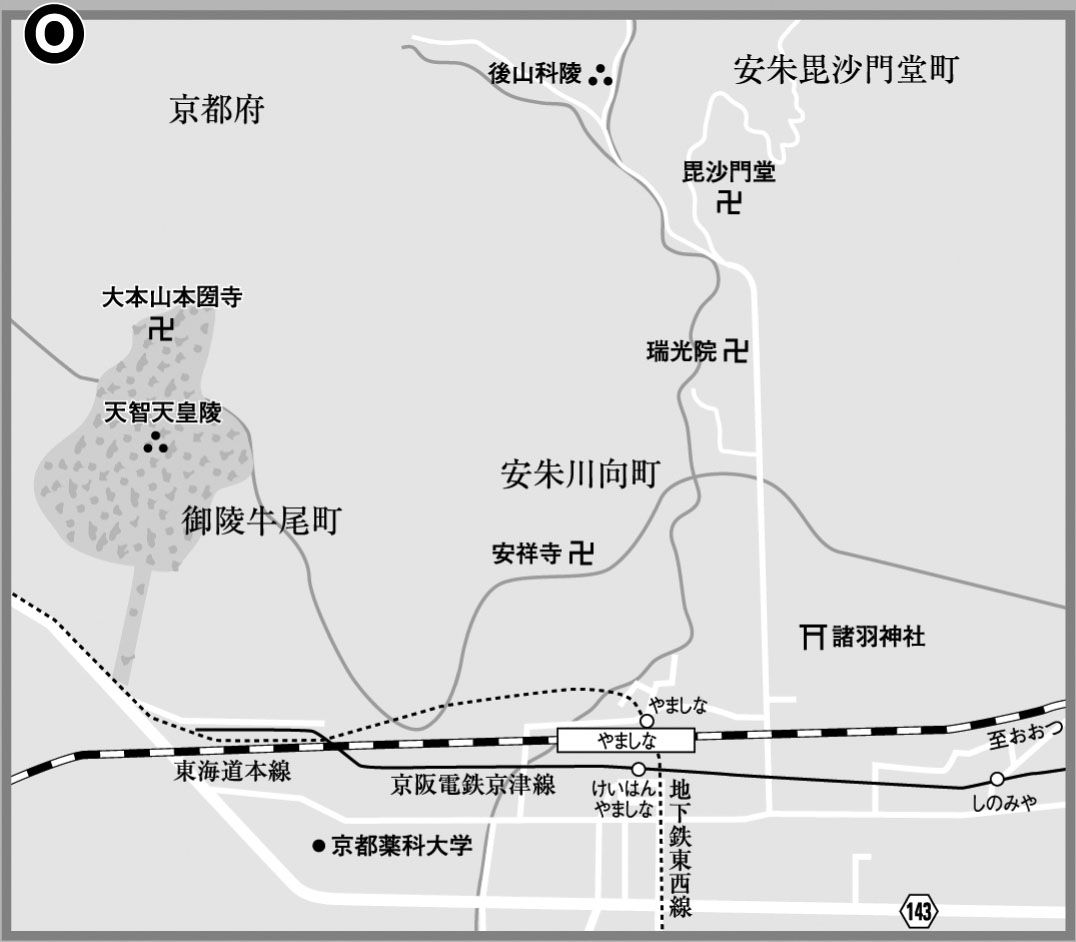 O
後山科陵
安朱毘沙門堂町
京都府
毘沙門堂
大本山本圀寺
瑞光院
天智天皇陵
安朱川向町
御陵牛尾町
安祥寺
諸羽神社
やましな
やましな
至おおつ
東海道本線
京阪電鉄京津線
けいはん
やましな
地下鉄東西線
しのみや
京都薬科大学
143